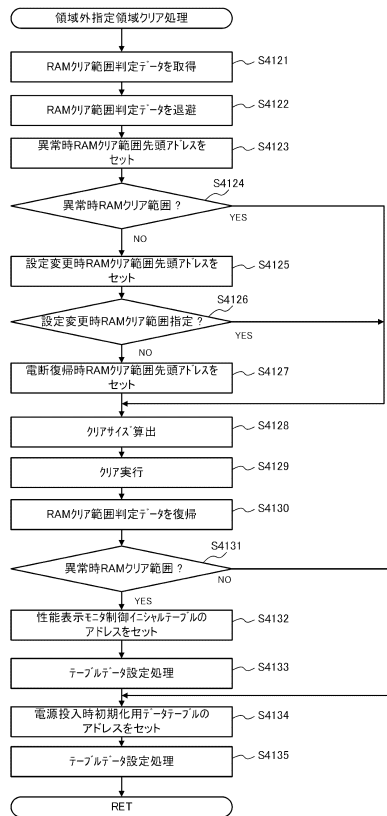 領域外指定領域クリア処理
RAMクリア範囲判定データを取得
S4121
RAMクリア範囲判定データを退避
S4122
異常時RAMクリア範囲先頭アドレスを
セット
S4123
S4124
異常時RAMクリア範囲？
YES
NO
設定変更時RAMクリア範囲先頭アドレスを
セット
S4125
S4126
設定変更時RAMクリア範囲指定？
YES
NO
電断復帰時RAMクリア範囲先頭アドレスを
セット
S4127
クリアサイズ算出
S4128
クリア実行
S4129
RAMクリア範囲判定データを復帰
S4130
S4131
異常時RAMクリア範囲？
NO
YES
性能表示モニタ制御イニシャルテーブルの
アドレスをセット
S4132
テーブルデータ設定処理
S4133
電源投入時初期化用データテーブルの
アドレスをセット
S4134
テーブルデータ設定処理
S4135
RET